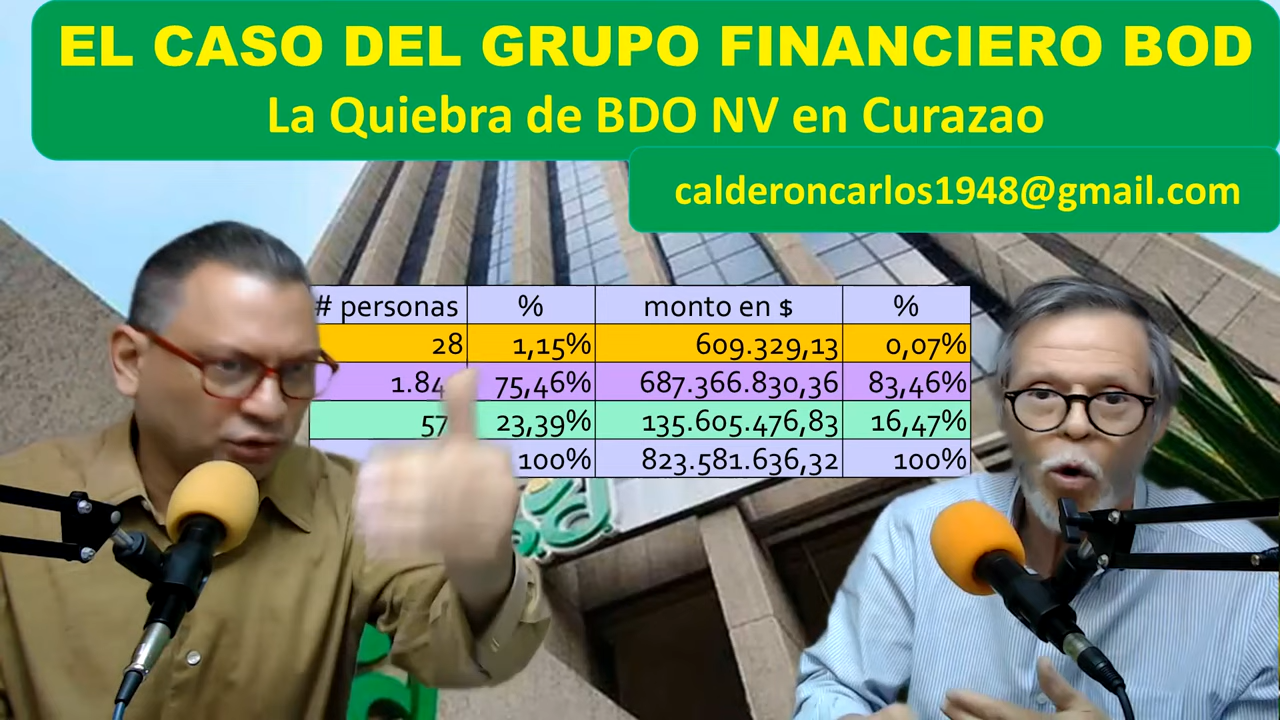 EL CASO DEL GRUPO FINANCIERO BOD
La Quiebra de BDO NV en Curazao
calderoncarlos1948@gmail.com
# personas % monto en $ %
28 1,15% 609.329,13 0,07%
75,46% 687.366.830,36 83,46%
23,39% 135.605.476,83 16,47%
100% 823.581.636,32 100%